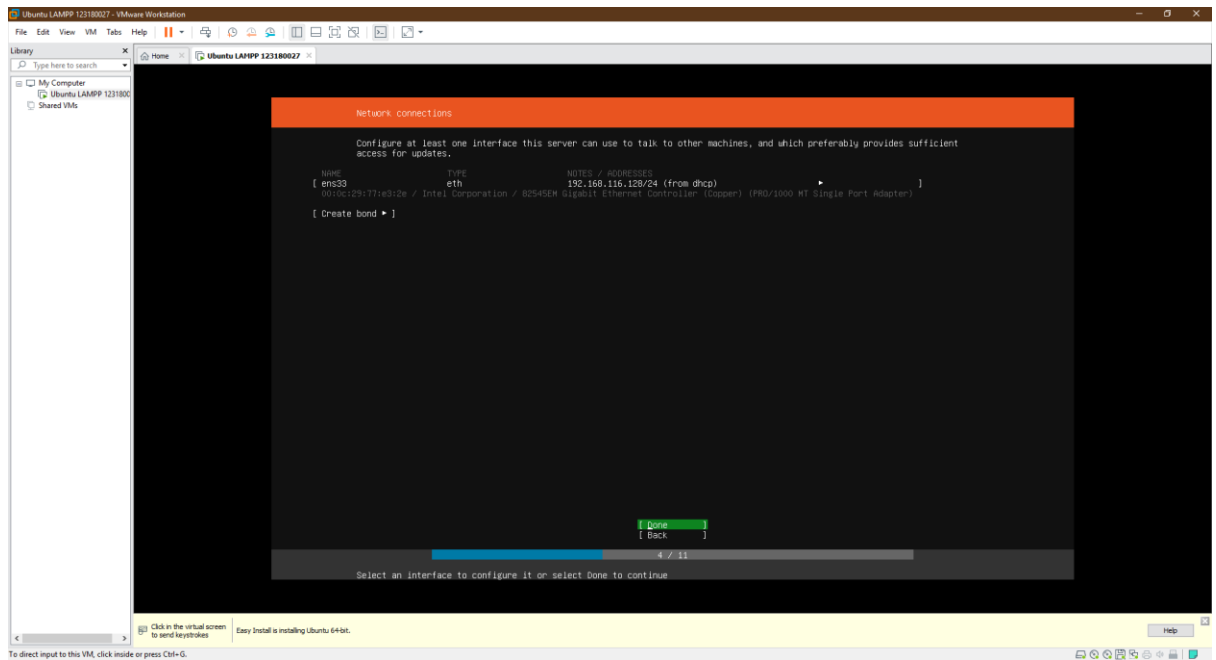 Ubuntu LAMPP 123180027 - VMware Workstation
File Edit View VM Tabs Help
Library
Type here to search
My Computer
Ubuntu LAMPP 1231800
Shared VMs
Home
Ubuntu LAMPP 123180027
Network connections
Configure at least one interface this server can use to talk to other machines, and which preferably provides sufficient
access for updates.
NAME TYPE NOTES / ADDRESSES
[ ens33 eth 192.168.116.128/24 (from dhcp) ▸ ]
00:0c:29:77:e3:2e / Intel Corporation / 82545EM Gigabit Ethernet Controller (Copper) (PRO/1000 MT Single Port Adapter)
[ Create bond ▸ ]
[ Done ]
[ Back ]
4 / 11
Select an interface to configure it or select Done to continue
Click in the virtual screen
to send keystrokes
Easy Install is installing Ubuntu 64-bit.
Help
To direct input to this VM, click inside or press Ctrl+G.